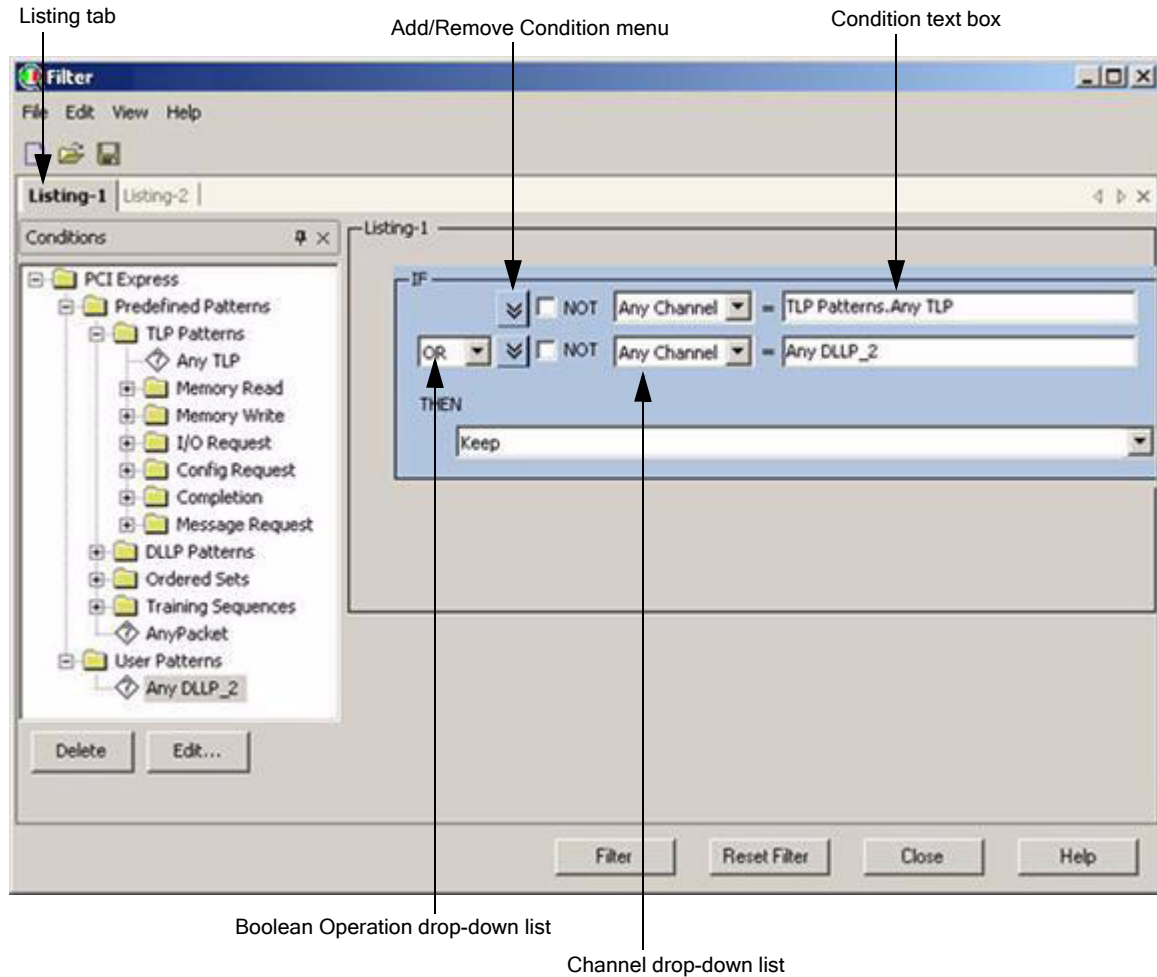 Listing tab
Add/Remove Condition menu
Condition text box
Filter
File Edit View Help
Listing-1 Listing-2
Conditions
Listing-1
PCI Express
Predefined Patterns
TLP Patterns
Any TLP
Memory Read
Memory Write
I/O Request
Config Request
Completion
Message Request
DLLP Patterns
Ordered Sets
Training Sequences
AnyPacket
User Patterns
Any DLLP_2
IF
NOT Any Channel = TLP Patterns.Any TLP
OR NOT Any Channel = Any DLLP_2
THEN
Keep
Delete Edit...
Filter Reset Filter Close Help
Boolean Operation drop-down list
Channel drop-down list